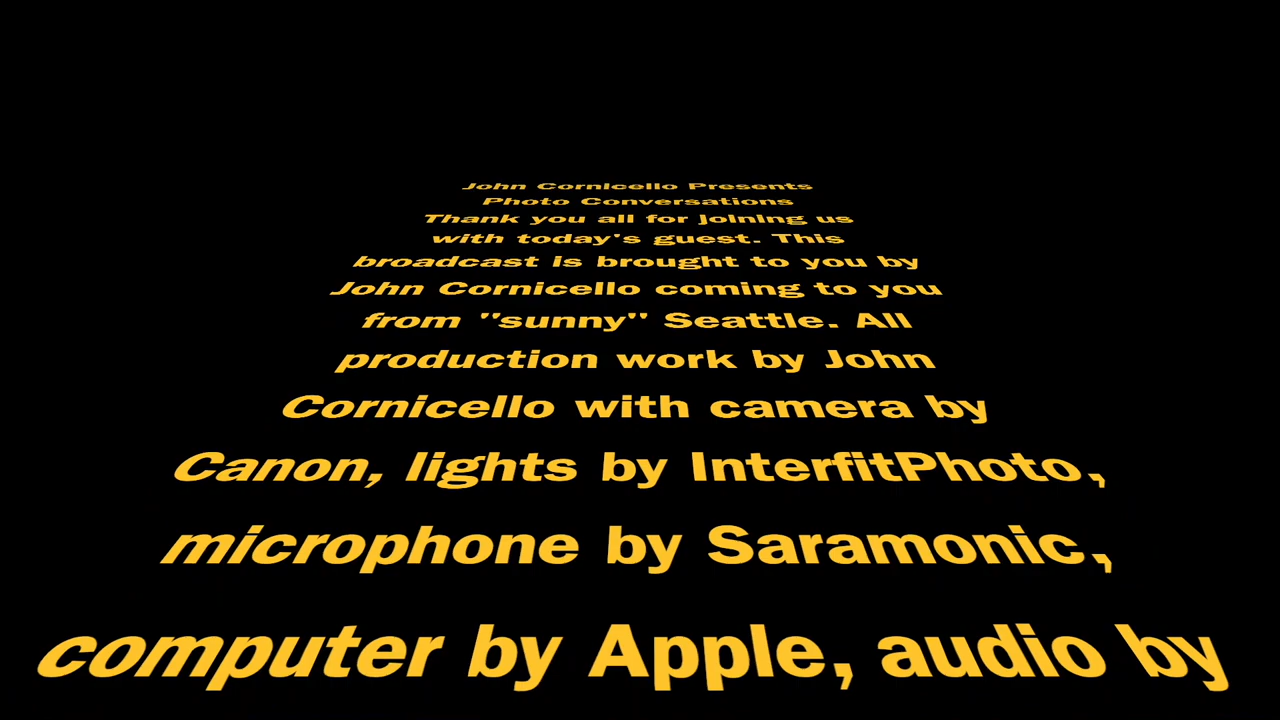 John Cornicello Presents
Photo Conversations
Thank you all for joining us
with today's guest. This
broadcast is brought to you by
John Cornicello coming to you
from "sunny" Seattle. All
production work by John
Cornicello with camera by
Canon, lights by InterfitPhoto,
microphone by Saramonic,
computer by Apple, audio by